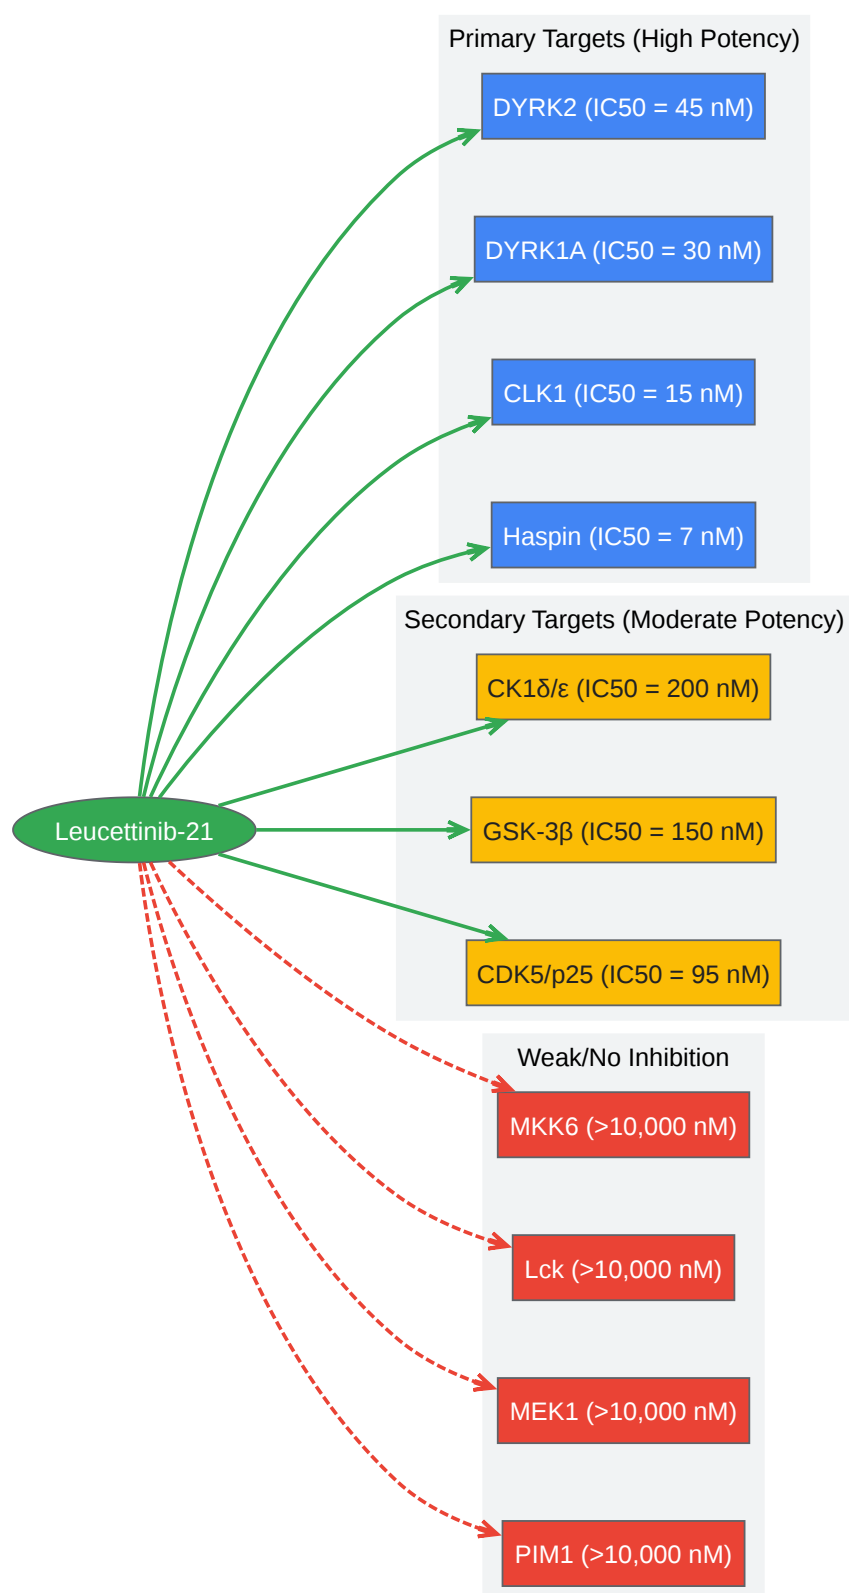 Primary Targets (High Potency)
DYRK2 (IC50 = 45 nM)
DYRK1A (IC50 = 30 nM)
CLK1 (IC50 = 15 nM)
Haspin (IC50 = 7 nM)
Secondary Targets (Moderate Potency)
CK1δ/ε (IC50 = 200 nM)
Leucettinib-21
GSK-3β (IC50 = 150 nM)
CDK5/p25 (IC50 = 95 nM)
Weak/No Inhibition
MKK6 (>10,000 nM)
Lck (>10,000 nM)
MEK1 (>10,000 nM)
PIM1 (>10,000 nM)